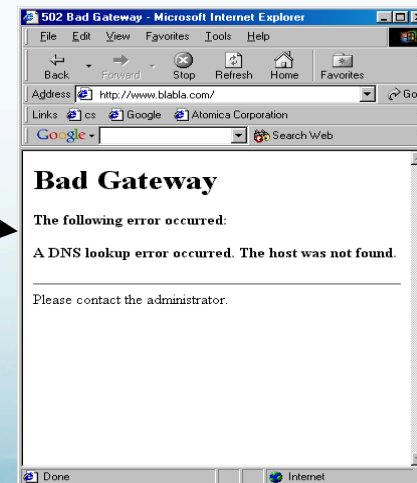 502 Bad Gateway - Microsoft Internet Explorer
File Edit View Favorites Tools Help
Back Forward Stop Refresh Home Favorites
Address http://www.blabla.com/ Go
Links cs Google Atomica Corporation
Google Search Web
Bad Gateway
The following error occurred:
A DNS lookup error occurred. The host was not found.
Please contact the administrator.
Done Internet